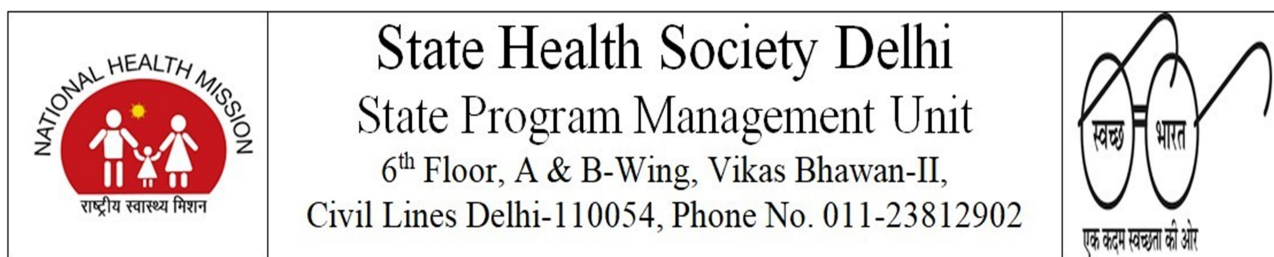 NATIONAL HEALTH MISSION
राष्ट्रीय स्वास्थ्य मिशन
State Health Society Delhi
State Program Management Unit
6th Floor, A & B-Wing, Vikas Bhawan-II,
Civil Lines Delhi-110054, Phone No. 011-23812902
स्वच्छ भारत
एक कदम स्वच्छता की ओर